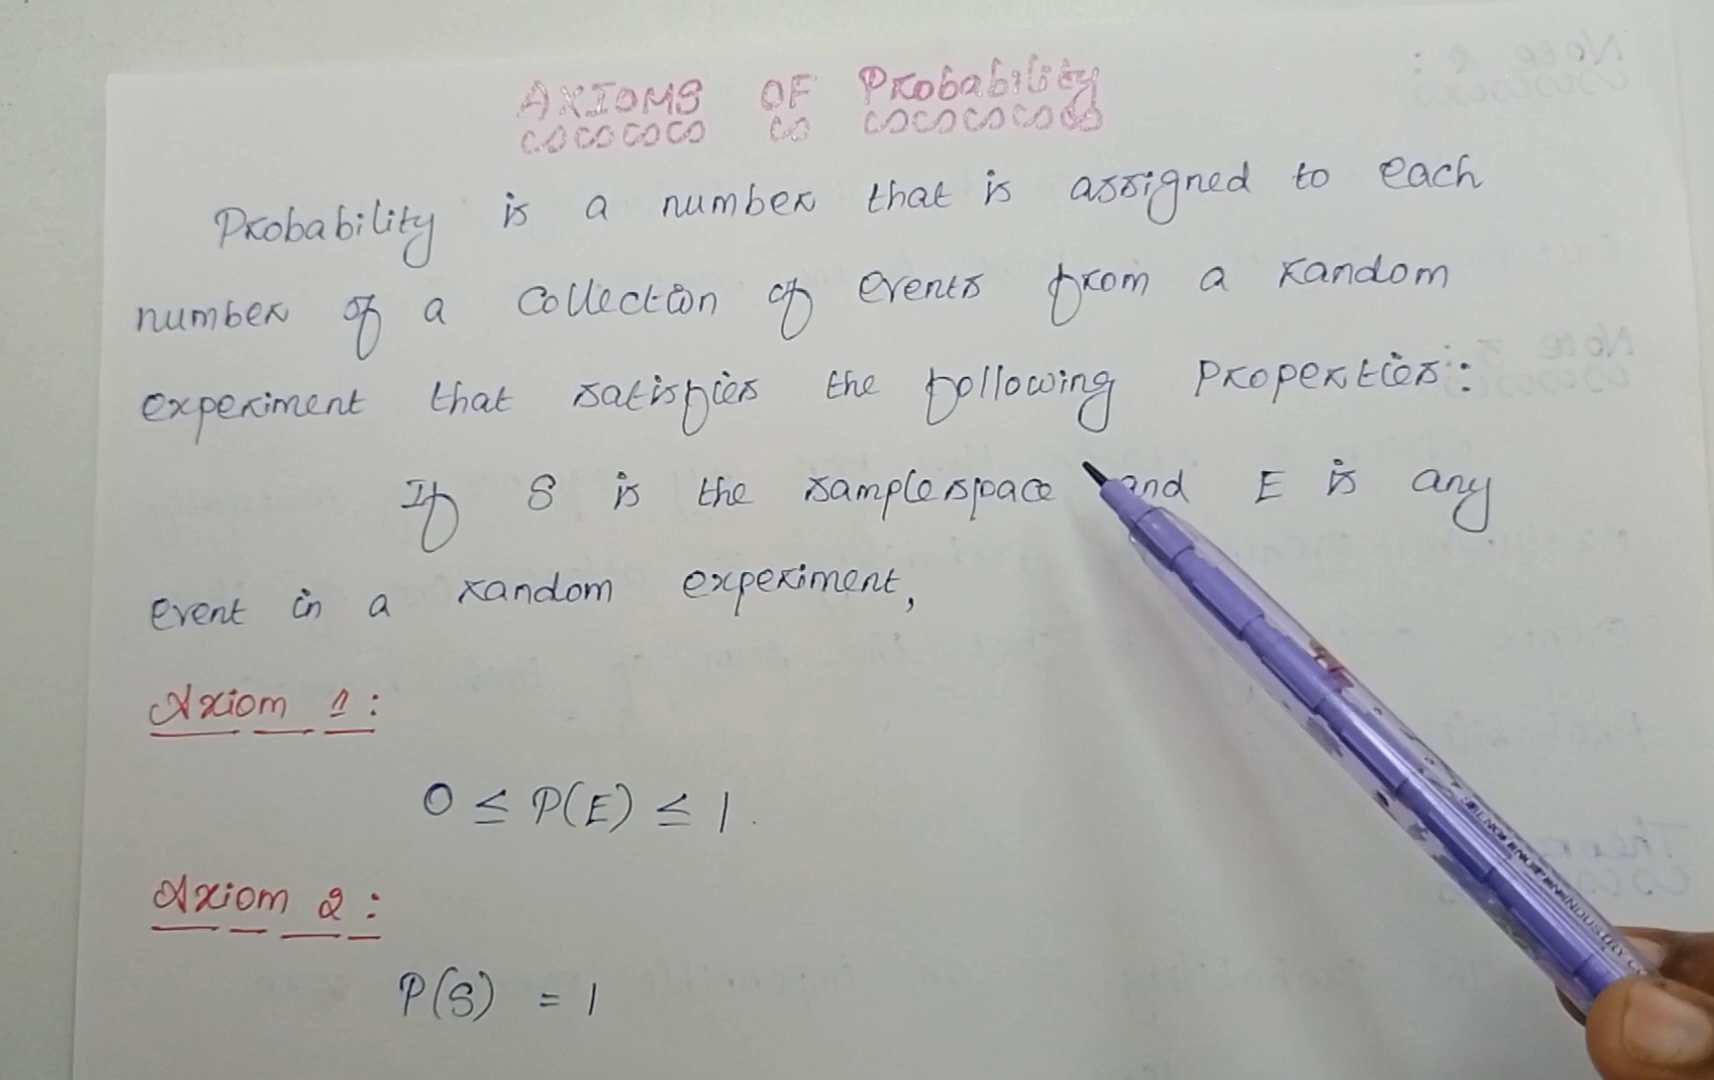 AXIOMS OF Probability
Probability is a number that is assigned to each
number of a collection of events from a random
experiment that satisfies the following properties:
If S is the sample space and E is any
event in a random experiment,
Axiom 1:
0 ≤ P(E) ≤ 1.
Axiom 2:
P(S) = 1